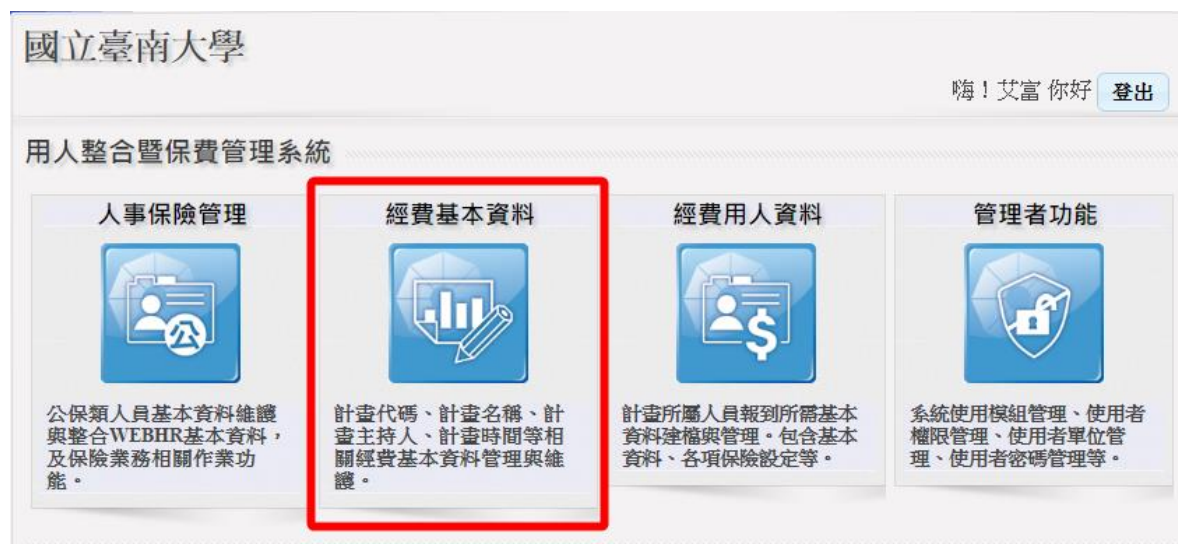 國立臺南大學
嗨！艾富 你好 登出
用人整合暨保費管理系統
人事保險管理
公
公保類人員基本資料維護
與整合WEBHR基本資料，
及保險業務相關作業功
能。
經費基本資料
計畫代碼、計畫名稱、計
畫主持人、計畫時間等相
關經費基本資料管理與維
護。
經費用人資料
$
計畫所屬人員報到所需基本
資料建檔與管理。包含基本
資料、各項保險設定等。
管理者功能
系統使用模組管理、使用者
權限管理、使用者單位管
理、使用者密碼管理等。